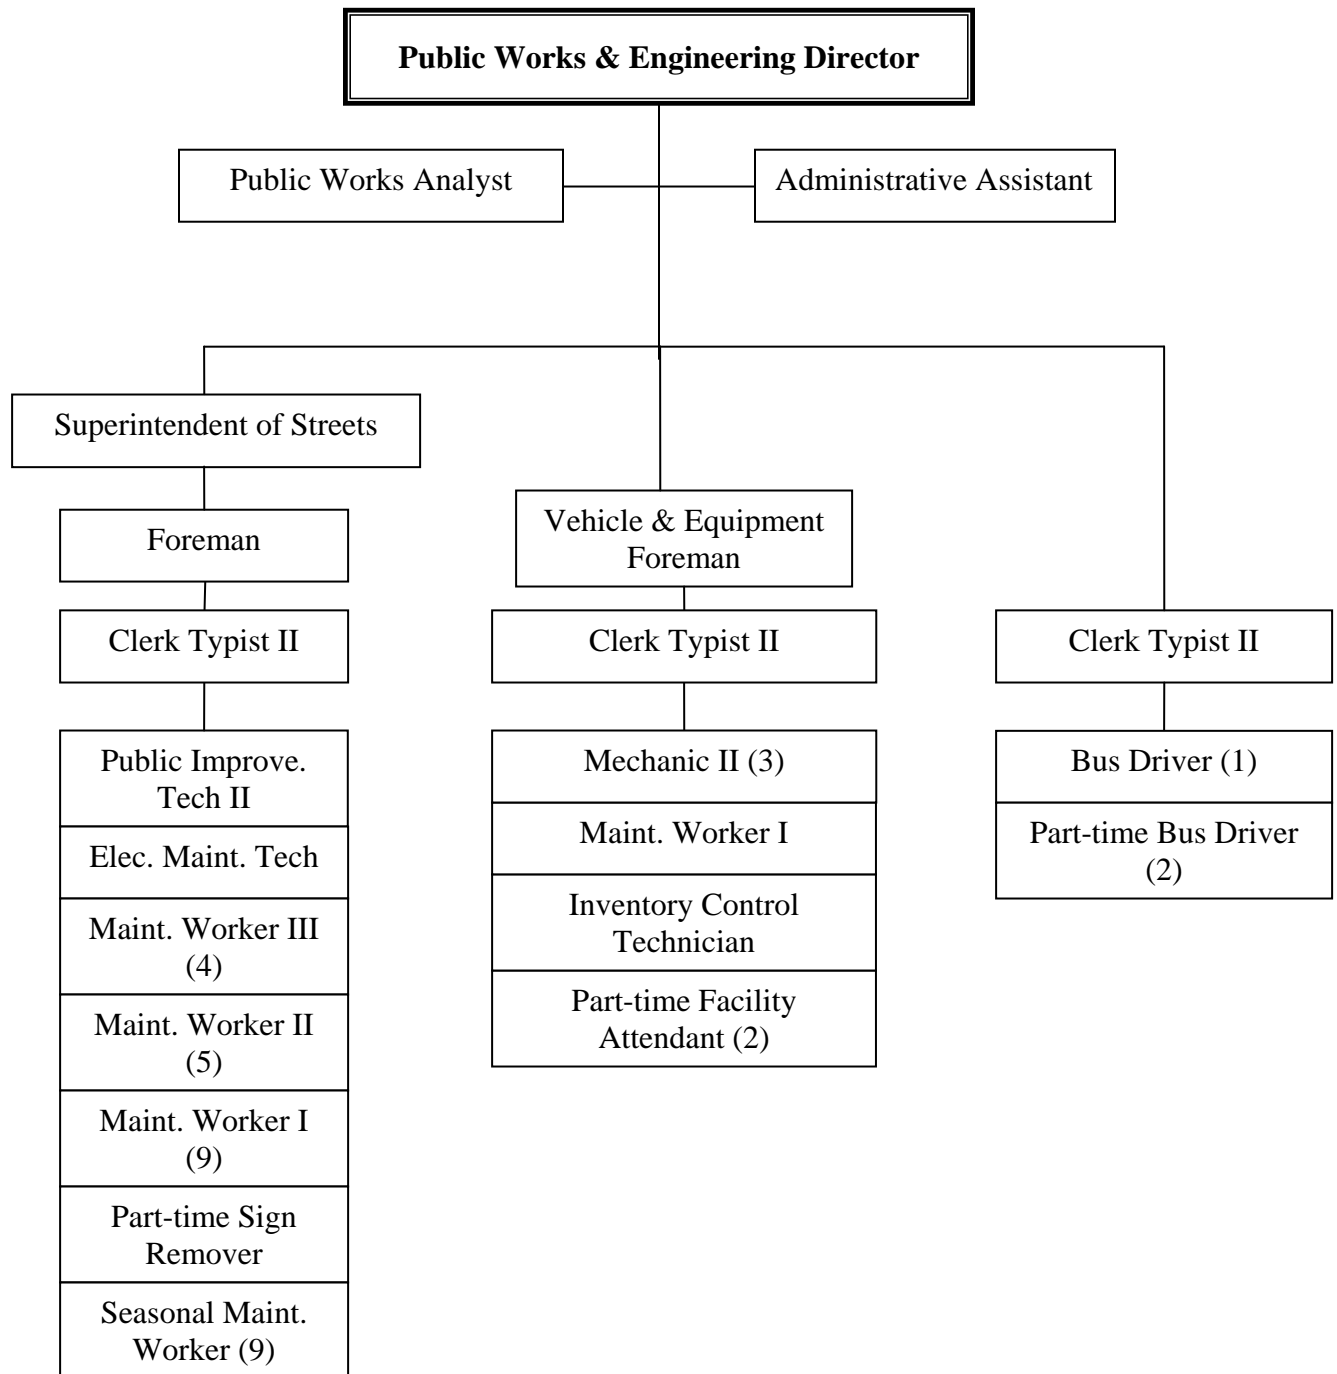 Public Works & Engineering Director
Public Works Analyst
Administrative Assistant
Superintendent of Streets
Foreman
Clerk Typist II
Public Improve.
Tech II
Elec. Maint. Tech
Maint. Worker III
(4)
Maint. Worker II
(5)
Maint. Worker I
(9)
Part-time Sign
Remover
Seasonal Maint.
Worker (9)
Vehicle & Equipment
Foreman
Clerk Typist II
Mechanic II (3)
Maint. Worker I
Inventory Control
Technician
Part-time Facility
Attendant (2)
Clerk Typist II
Bus Driver (1)
Part-time Bus Driver
(2)